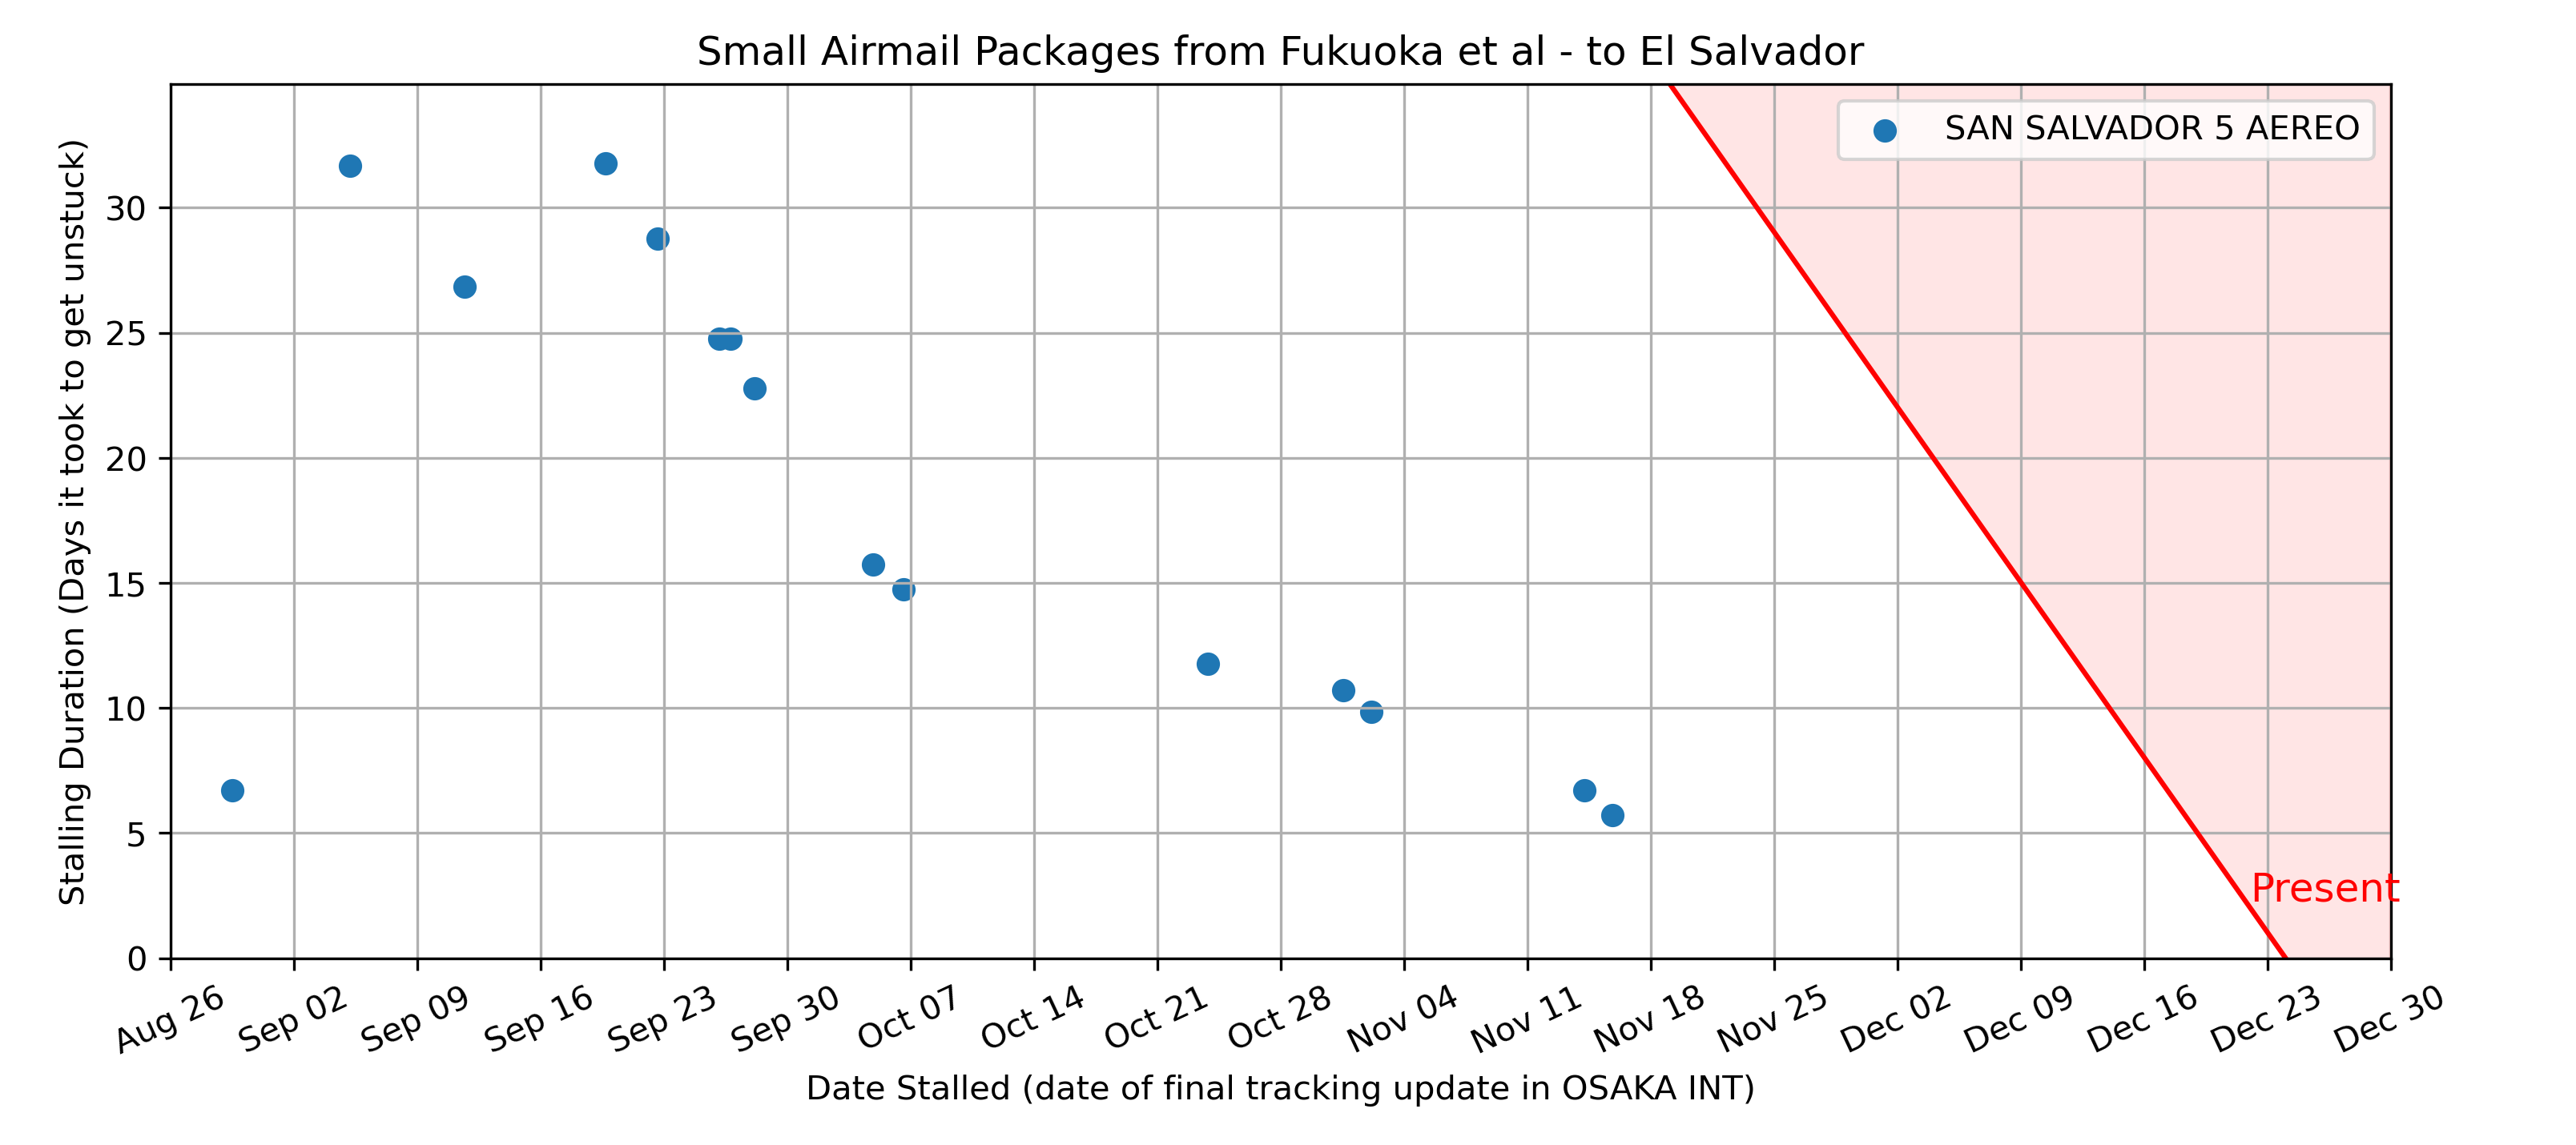 Small Airmail Packages from Fukuoka et al - to El Salvador
SAN SALVADOR 5 AEREO
Stalling Duration (Days it took to get unstuck)
30
25
20
15
10
5
0
Present
Aug 26
Sep 02
Sep 09
Sep 16
Sep 23
Sep 30
Oct 07
Oct 14
Oct 21
Oct 28
Nov 04
Nov 11
Nov 18
Nov 25
Dec 02
Dec 09
Dec 16
Dec 23
Dec 30
Date Stalled (date of final tracking update in OSAKA INT)